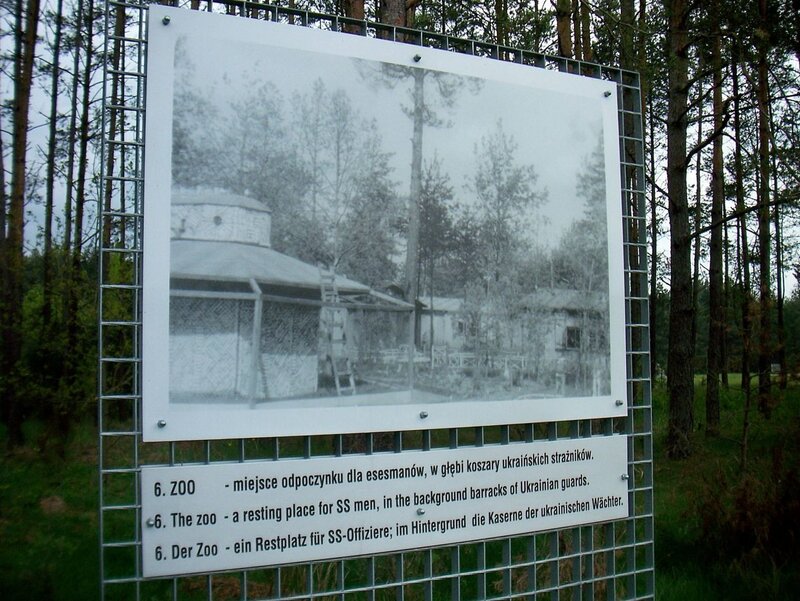 6. ZOO - miejsce odpoczynku dla esesmanów, w głębi koszary ukraińskich strażników.
6. The zoo - a resting place for SS men, in the background barracks of Ukrainian guards.
6. Der Zoo - ein Restplatz für SS-Offiziere; im Hintergrund die Kaserne der ukrainischen Wächter.